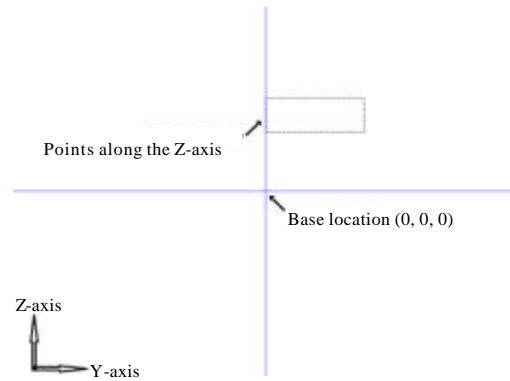 Points along the Z-axis
Base location (0, 0, 0)
Z-axis
Y-axis